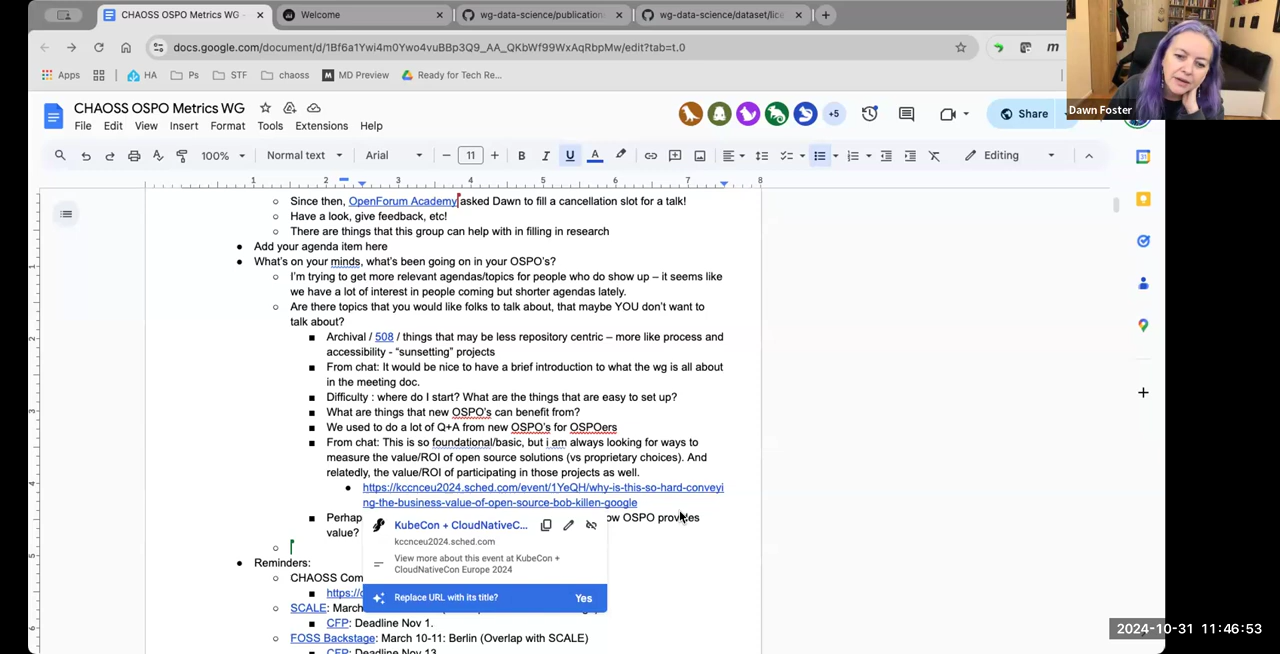 CHAOSS OSPO Metrics WG -
Welcome
wg-data-science/publication
wg-data-science/dataset/lice
docs.google.com/document/d/1Bf6a1Ywi4m0Ywo4vuBBp3Q9_AA_QKbWf99WxAqRbpMw/edit?tab=t.0
Apps
HA
Ps
STF
chaoss
MD Preview
Ready for Tech Re...
Dawn Foster
CHAOSS OSPO Metrics WG
+5
Share
File Edit View Insert Format Tools Extensions Help
100%
Normal text
Arial
11
Editing
1 2 3 4 5 6 7 8
Since then, OpenForum Academy asked Dawn to fill a cancellation slot for a talk!
Have a look, give feedback, etc!
There are things that this group can help with in filling in research
Add your agenda item here
What's on your minds, what's been going on in your OSPO's?
I'm trying to get more relevant agendas/topics for people who do show up – it seems like
we have a lot of interest in people coming but shorter agendas lately.
Are there topics that you would like folks to talk about, that maybe YOU don't want to
talk about?
Archival / 508 / things that may be less repository centric – more like process and
accessibility - "sunsetting" projects
From chat: It would be nice to have a brief introduction to what the wg is all about
in the meeting doc.
Difficulty : where do I start? What are the things that are easy to set up?
What are things that new OSPO's can benefit from?
We used to do a lot of Q+A from new OSPO's for OSPOers
From chat: This is so foundational/basic, but i am always looking for ways to
measure the value/ROI of open source solutions (vs proprietary choices). And
relatedly, the value/ROI of participating in those projects as well.
https://kccnceu2024.sched.com/event/1YeQH/why-is-this-so-hard-conveyi
ng-the-business-value-of-open-source-bob-killen-google
Perhap
ow OSPO provides
value?
KubeCon + CloudNativeC...
kccnceu2024.sched.com
View more about this event at KubeCon +
CloudNativeCon Europe 2024
Replace URL with its title?
Yes
Reminders:
CHAOSS Com
https://c
SCALE: March
CFP: Deadline Nov 1.
FOSS Backstage: March 10-11: Berlin (Overlap with SCALE)
CFP: Deadline Nov 13
2024-10-31 11:46:53